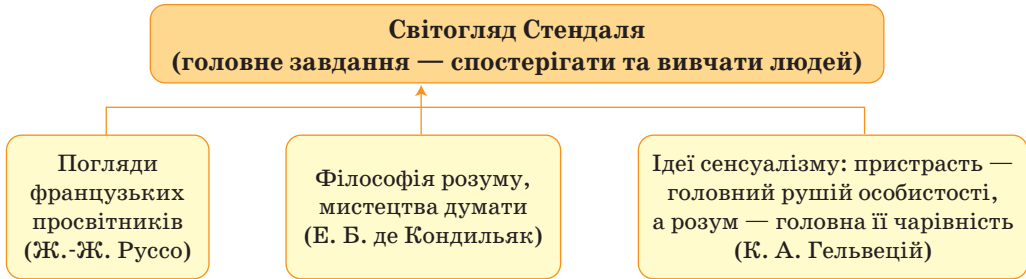 Світогляд Стендаля
(головне завдання — спостерігати та вивчати людей)
Погляди
французьких
просвітників
(Ж.-Ж. Руссо)
Філософія розуму,
мистецтва думати
(Е. Б. де Кондильяк)
Ідеї сенсуалізму: пристрасть —
головний рушій особистості,
а розум — головна її чарівність
(К. А. Гельвецій)